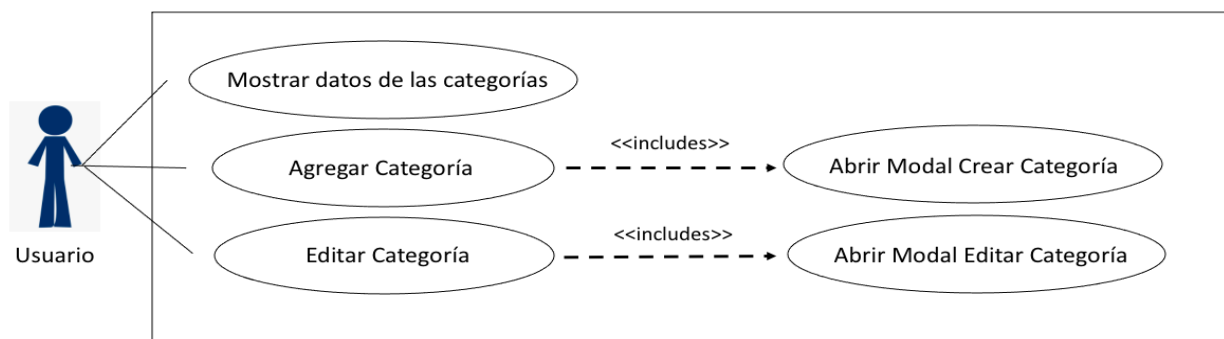 Mostrar datos de las categorías
Agregar Categoría
<<includes>>
Abrir Modal Crear Categoría
Editar Categoría
<<includes>>
Abrir Modal Editar Categoría
Usuario